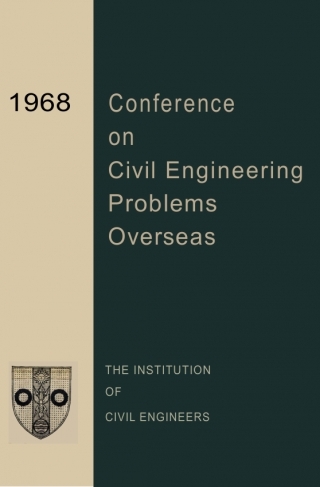 1968
Conference
on
Civil Engineering
Problems
Overseas
THE INSTITUTION
OF
CIVIL ENGINEERS